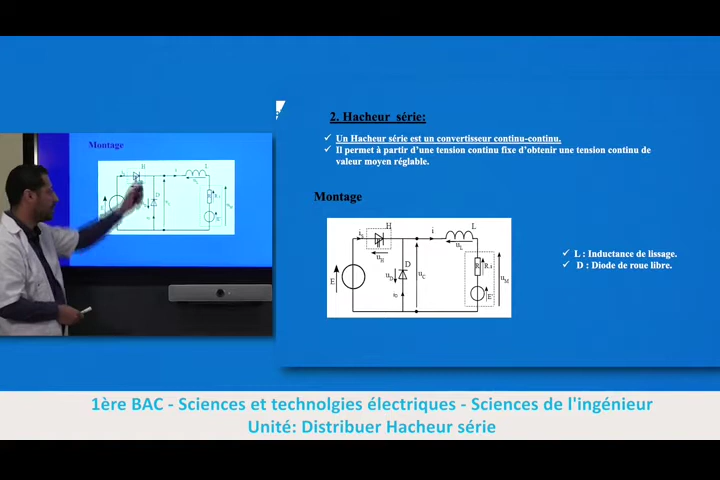 2. Hacheur série:
✓ Un Hacheur série est un convertisseur continu-continu.
✓ Il permet à partir d'une tension continu fixe d'obtenir une tension continu de
valeur moyen réglable.
Montage
Montage
H
i
L
E
D
R
E'
✓ L : Inductance de lissage.
✓ D : Diode de roue libre.
1ère BAC - Sciences et technolgies électriques - Sciences de l'ingénieur
Unité: Distribuer Hacheur série